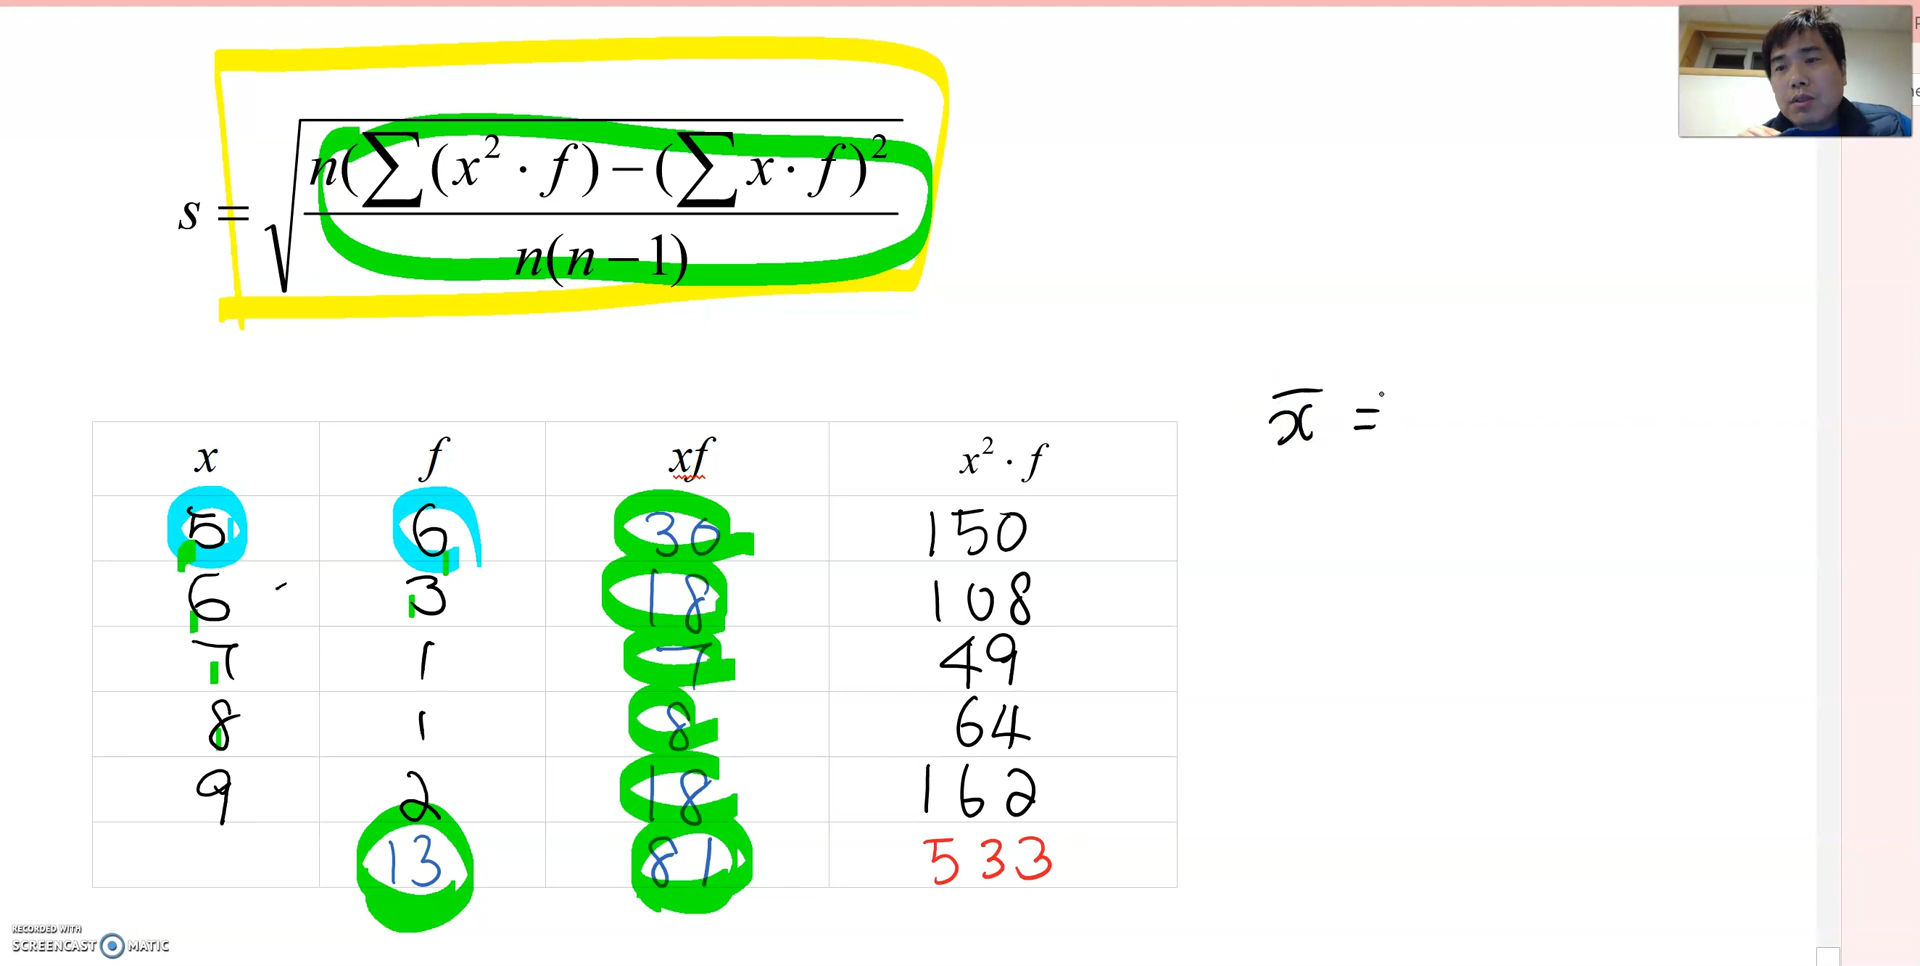 s = √ n(∑(x² · f) − (∑ x · f)² / n(n − 1)
x̄ =
x f xf x² · f
5 6 30 150
6 3 18 108
7 1 7 49
8 1 8 64
9 2 18 162
13 81 533
RECORDED WITH
SCREENCAST MATIC